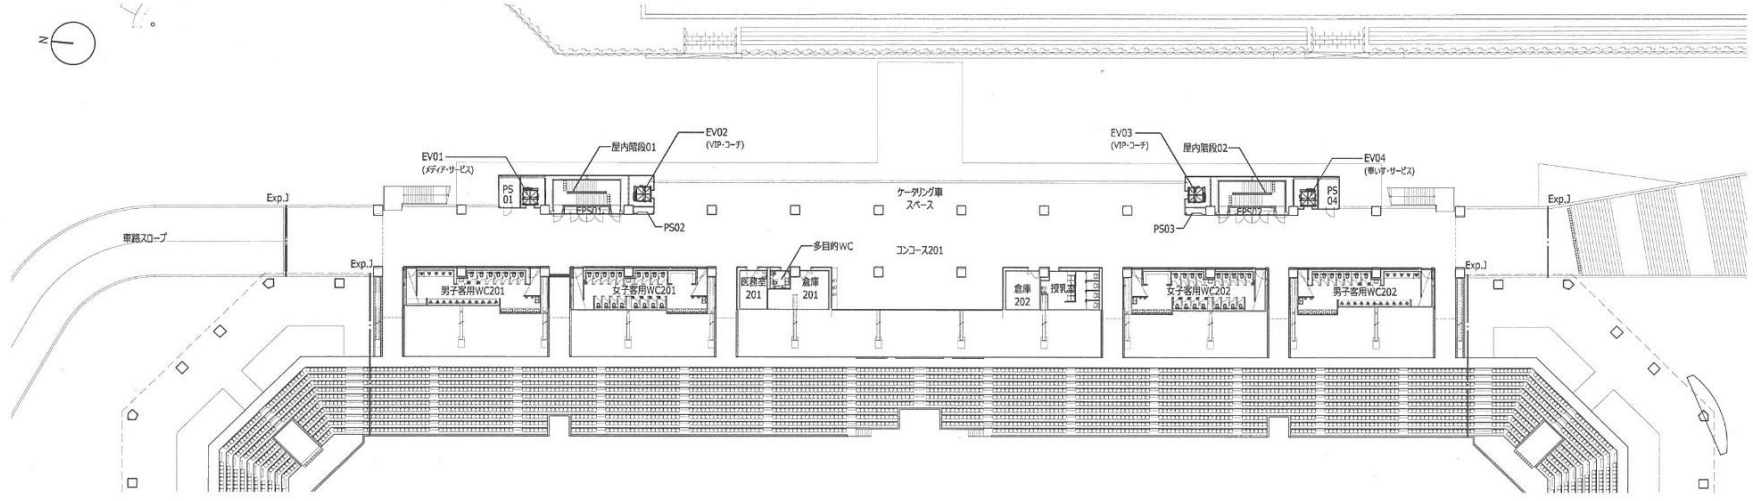 N
EV01
(メディア・サービス)
屋内階段01
EV02
(VIP・コーチ)
EV03
(VIP・コーチ)
屋内階段02
EV04
(車いす・サービス)
PS
01
EPS01
PS02
ケータリング車
スペース
PS03
EPS02
PS
04
Exp.J
Exp.J
車路スロープ
多目的WC
コンコース201
Exp.J
Exp.J
男子客用WC201
女子客用WC201
医務室
201
倉庫
201
倉庫
202
授乳室
女子客用WC202
男子客用WC202